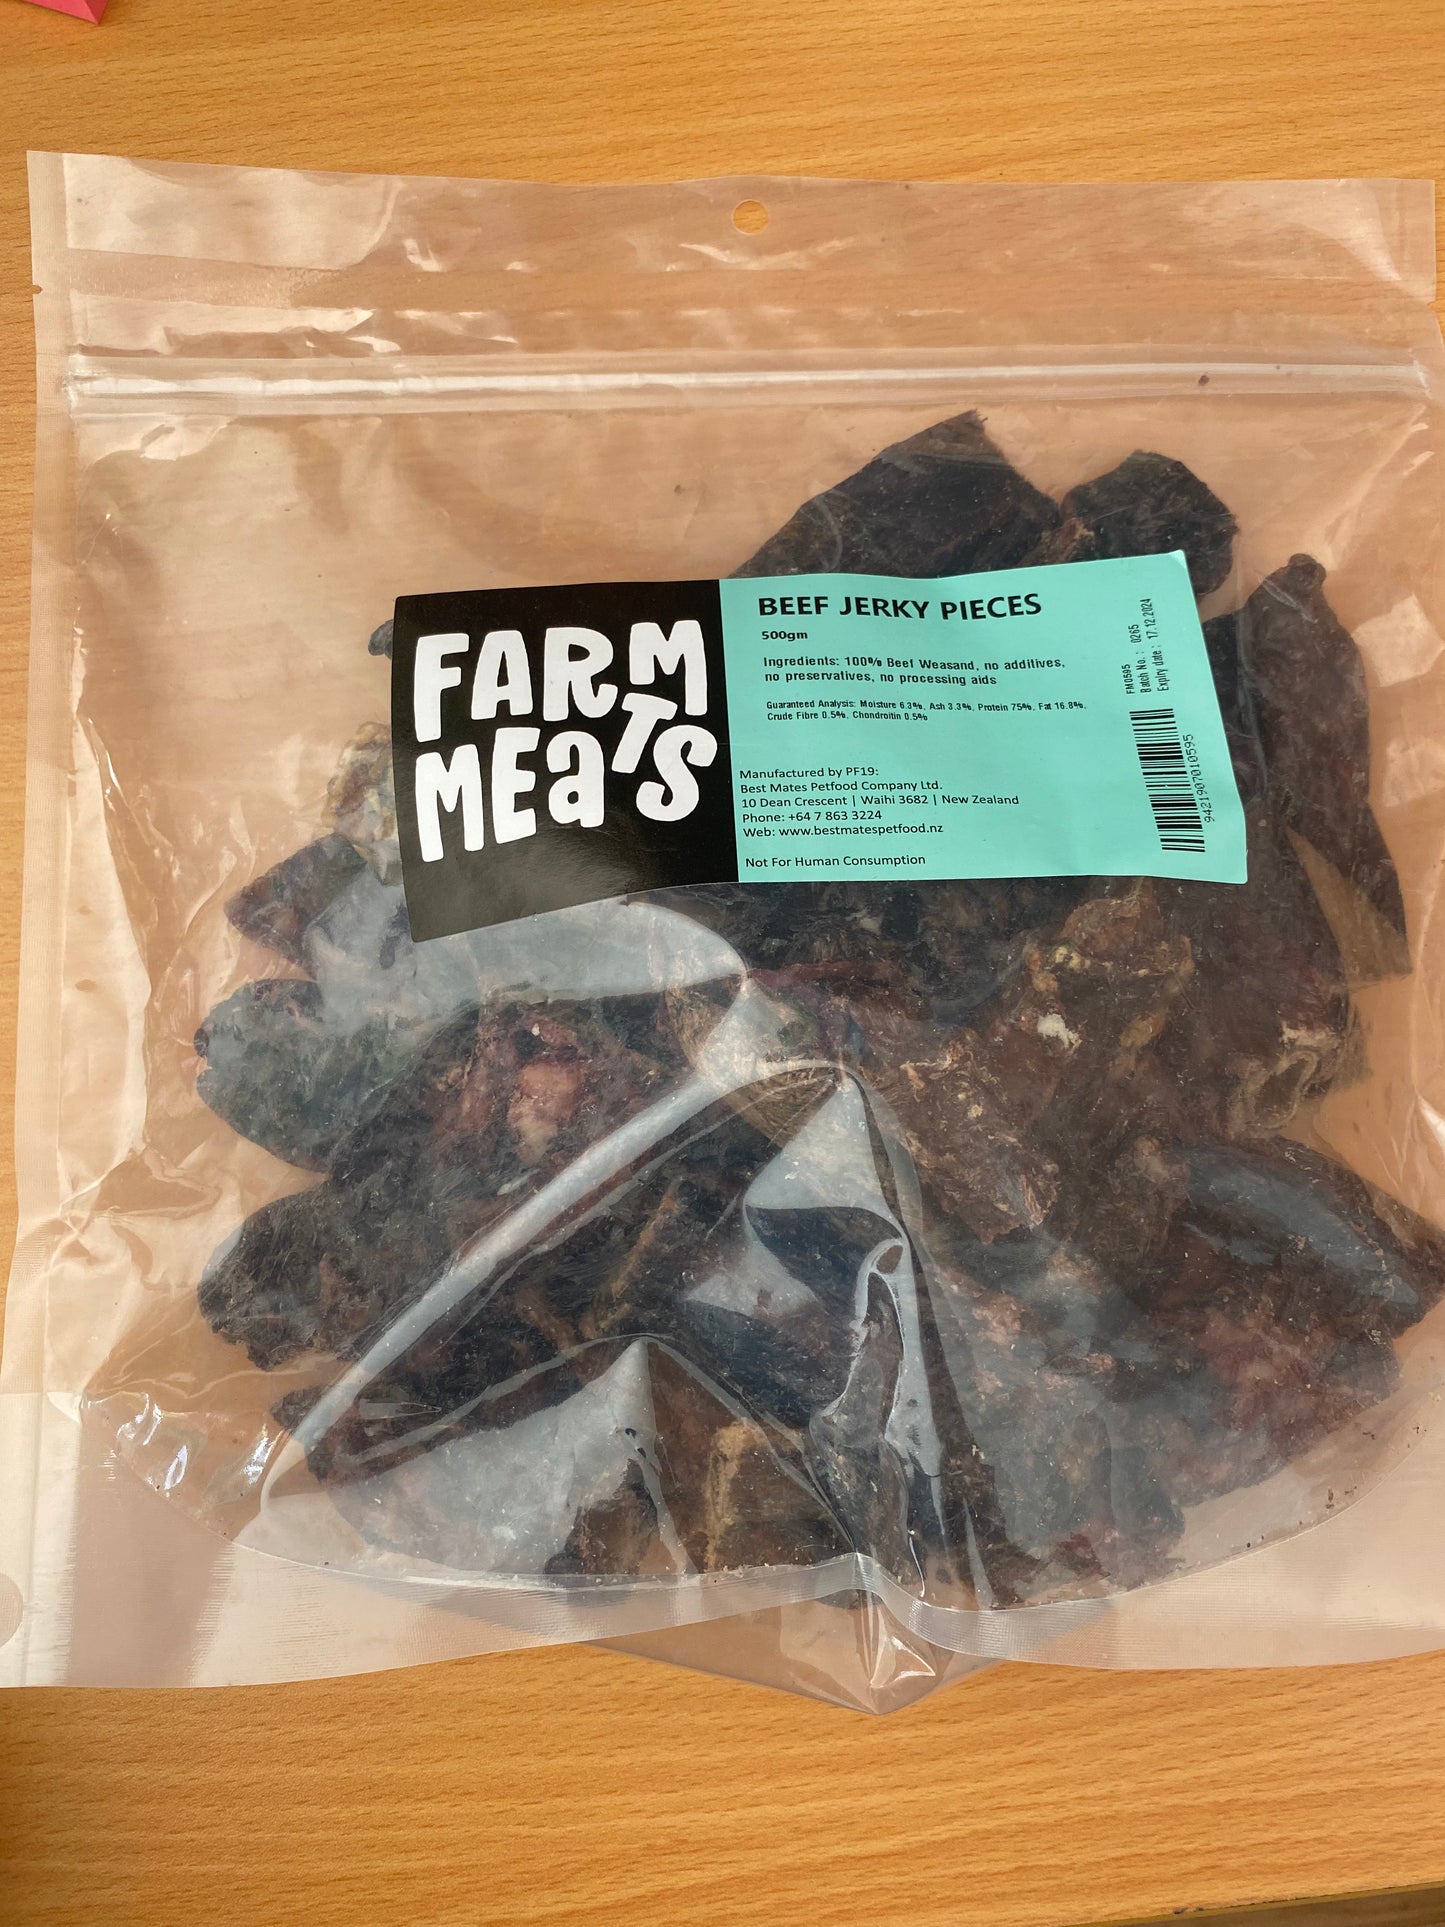 FARM
MEaTS
BEEF JERKY PIECES
500gm
Ingredients: 100% Beef Weasand, no additives,
no preservatives, no processing aids
Guaranteed Analysis: Moisture 6.3%, Ash 3.3%, Protein 75%, Fat 16.8%,
Crude Fibre 0.5%, Chondroitin 0.5%
Manufactured by PF19:
Best Mates Petfood Company Ltd.
10 Dean Crescent | Waihi 3682 | New Zealand
Phone: +64 7 863 3224
Web: www.bestmatespetfood.nz
Not For Human Consumption
FM0595
Batch No. : 0265
Expiry date : 17.12.2024
9421907010595